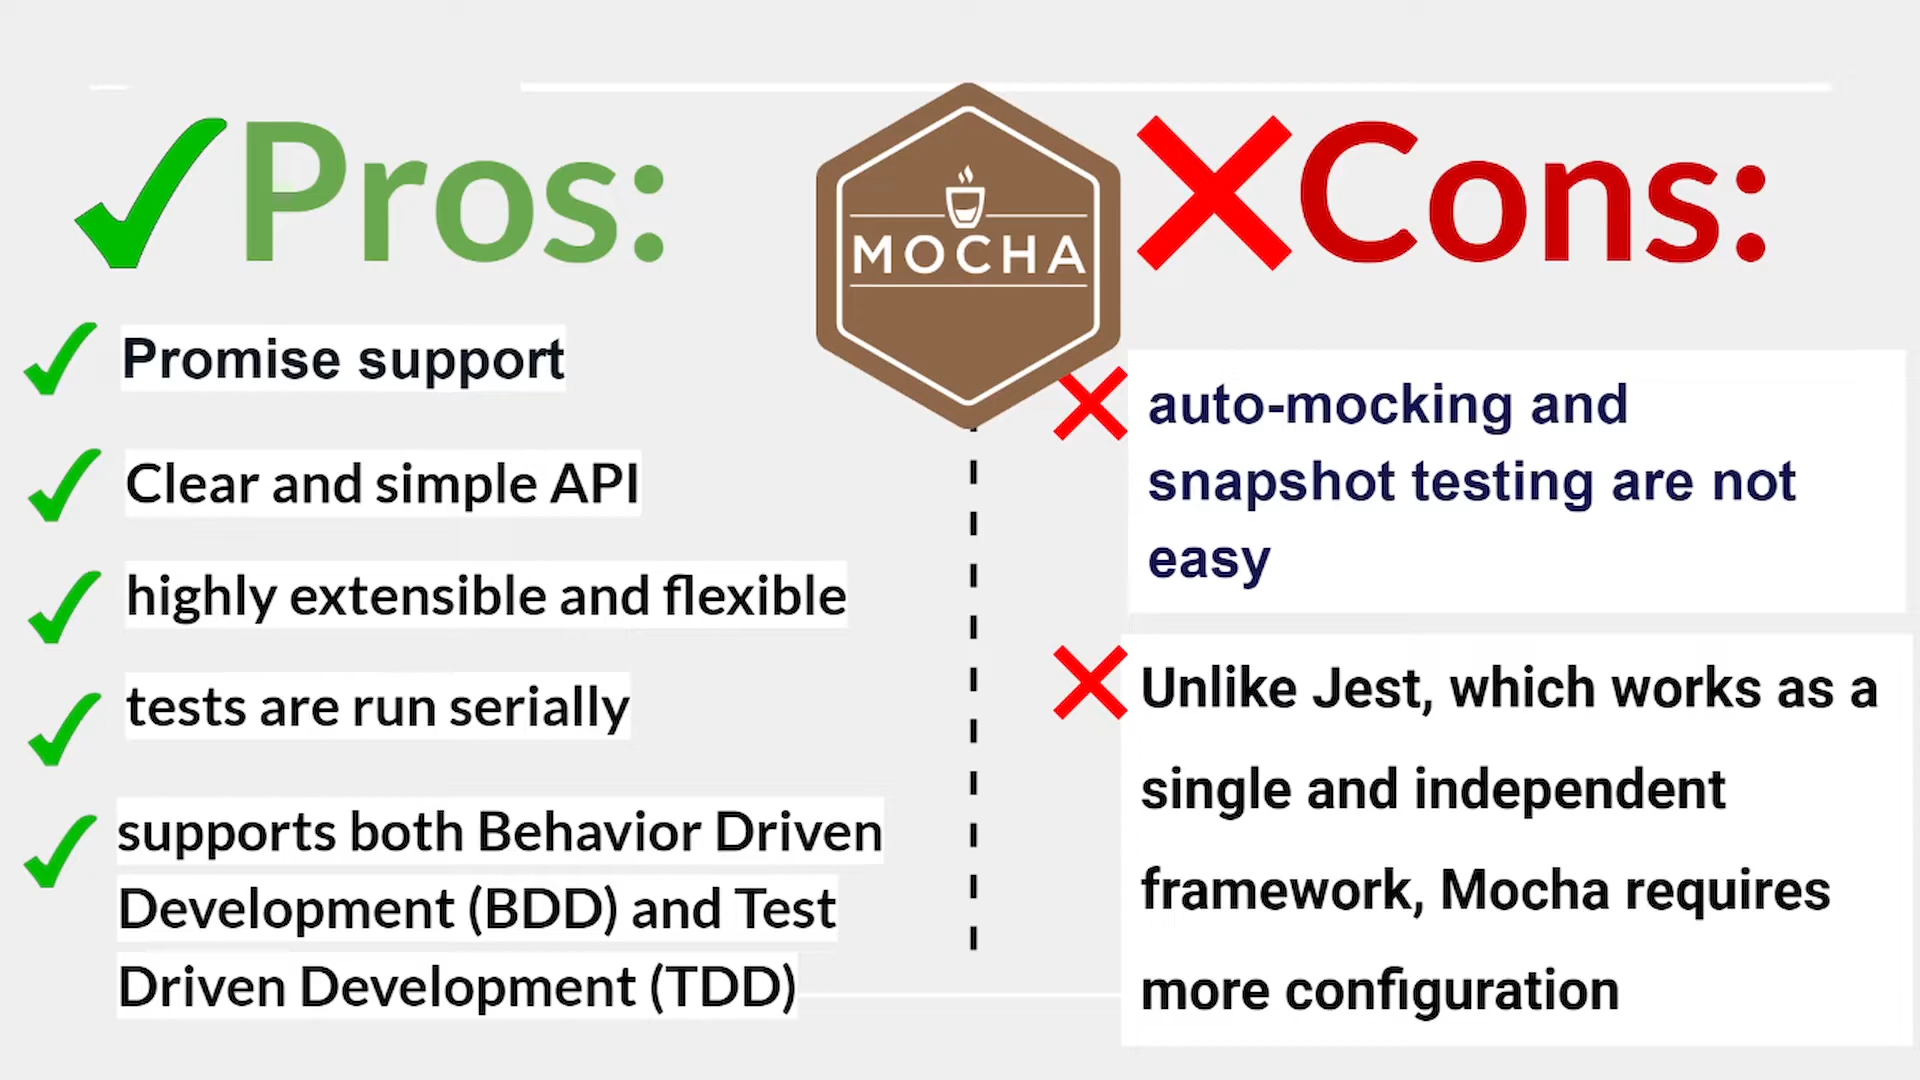 Pros:
MOCHA
Cons:
Promise support
Clear and simple API
highly extensible and flexible
tests are run serially
supports both Behavior Driven
Development (BDD) and Test
Driven Development (TDD)
auto-mocking and
snapshot testing are not
easy
Unlike Jest, which works as a
single and independent
framework, Mocha requires
more configuration